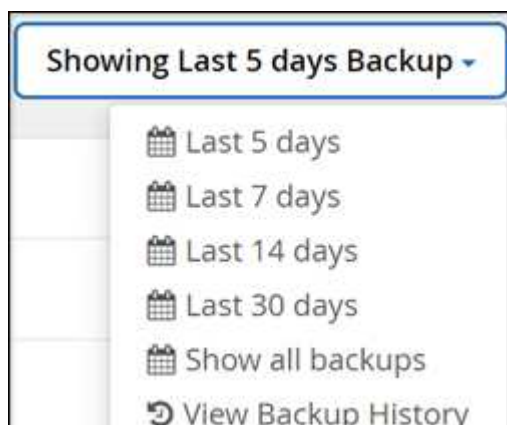 Showing Last 5 days Backup
Last 5 days
Last 7 days
Last 14 days
Last 30 days
Show all backups
View Backup History